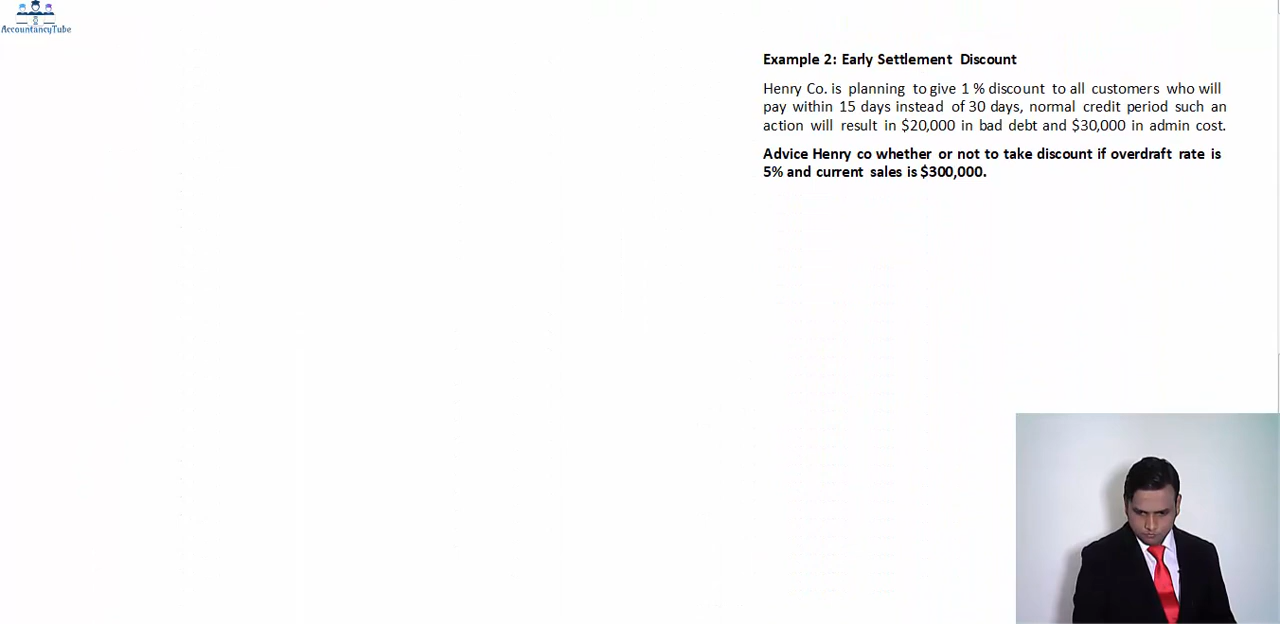 AccountancyTube
Example 2: Early Settlement Discount
Henry Co. is planning to give 1 % discount to all customers who will
pay within 15 days instead of 30 days, normal credit period such an
action will result in $20,000 in bad debt and $30,000 in admin cost.
Advice Henry co whether or not to take discount if overdraft rate is
5% and current sales is $300,000.